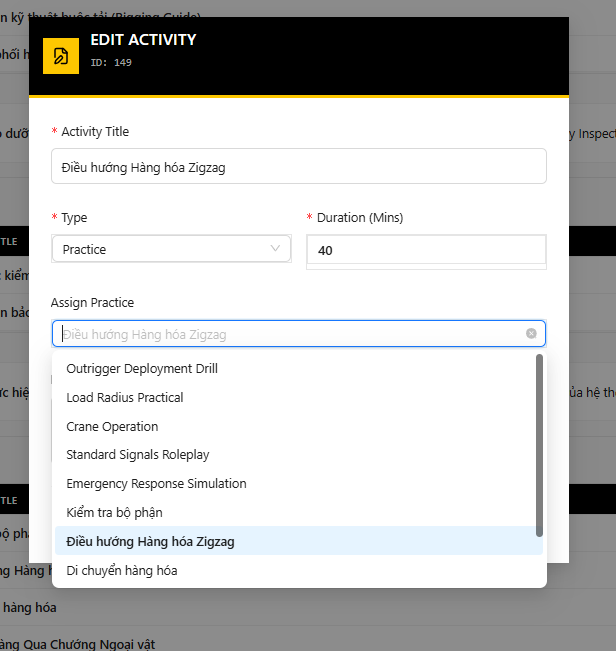 n kỹ thuật buộc tải (Rigging Guide)
EDIT ACTIVITY
phối h
ID: 149
* Activity Title
o dưỡ
y Inspect
Điều hướng Hàng hóa Zigzag
* Type
* Duration (Mins)
TLE
Practice
40
c kiểm
Assign Practice
n bảo
Điều hướng Hàng hóa Zigzag
Outrigger Deployment Drill
ực hiện
của hệ thố
Load Radius Practical
Crane Operation
Standard Signals Roleplay
Emergency Response Simulation
TLE
Kiểm tra bộ phận
bộ phậ
Điều hướng Hàng hóa Zigzag
ng Hàng h
Di chuyển hàng hóa
hàng hóa
àng Qua Chướng Ngoại vật